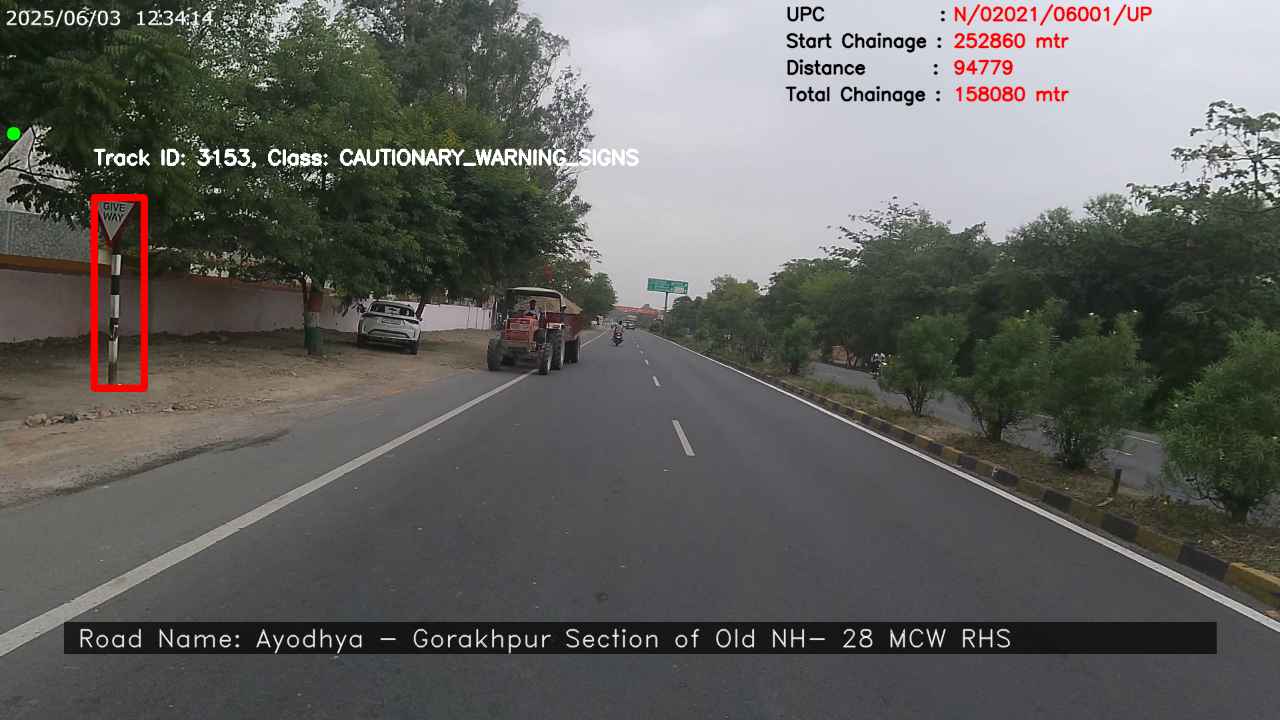 2025/06/03 12:34:14
UPC : N/02021/06001/UP
Start Chainage : 252860 mtr
Distance : 94779
Total Chainage : 158080 mtr
Track ID: 3153, Class: CAUTIONARY_WARNING_SIGNS
GIVE
WAY
Road Name: Ayodhya - Gorakhpur Section of Old NH- 28 MCW RHS